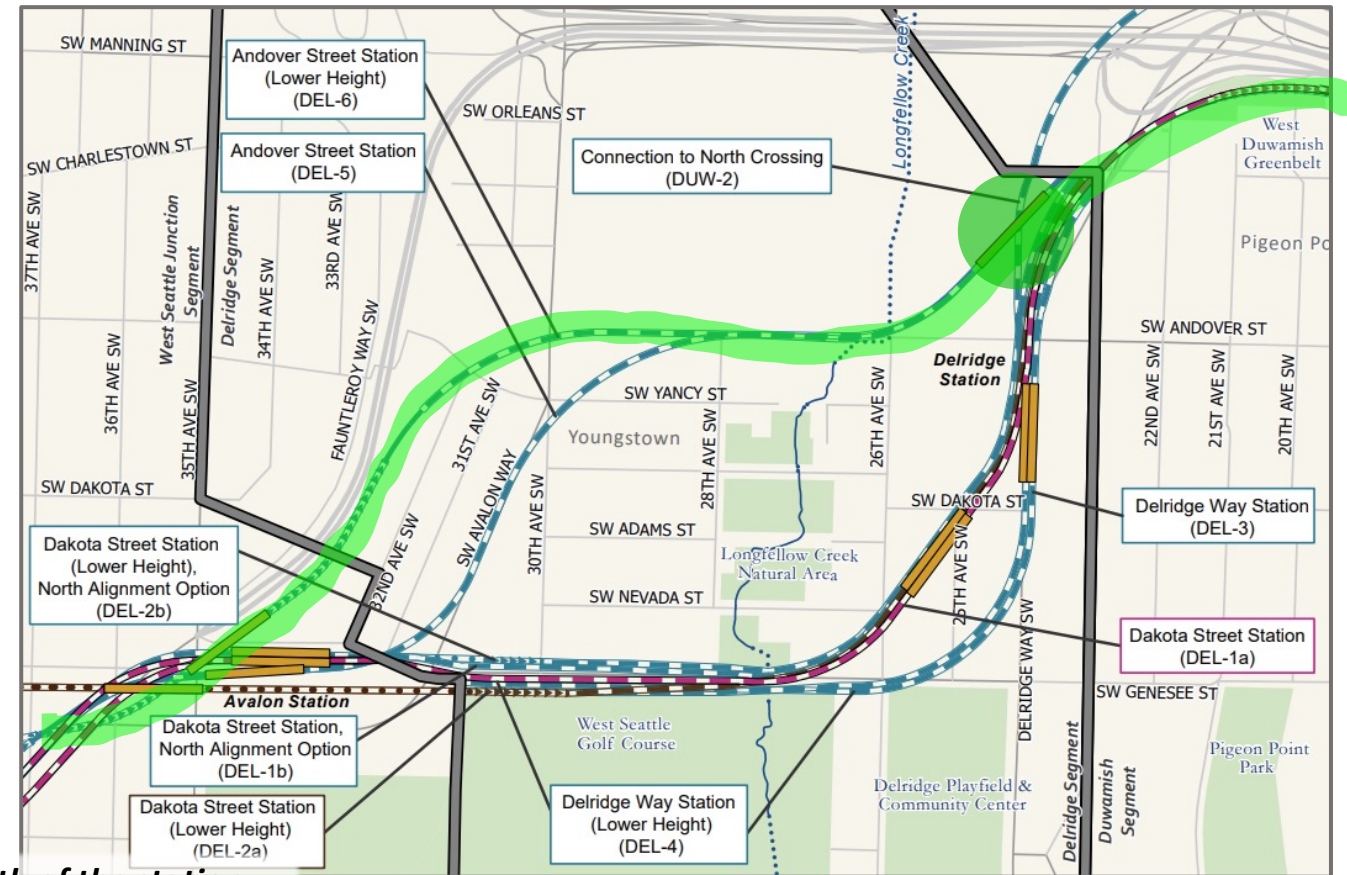 SW MANNING ST
Andover Street Station
(Lower Height)
(DEL-6)
Longfellow Creek
SW ORLEANS ST
West
Duwamish
Greenbelt
SW CHARLESTOWN ST
Andover Street Station
(DEL-5)
Connection to North Crossing
(DUW-2)
37TH AVE SW
West Seattle Junction
Segment
Delridge Segment
33RD AVE SW
34TH AVE SW
Pigeon
36TH AVE SW
35TH AVE SW
FAUNTLEROY WAY SW
SW ANDOVER ST
Delridge
Station
31ST AVE SW
SW YANCY ST
Youngstown
28TH AVE SW
26TH AVE SW
22ND AVE SW
21ST AVE SW
20TH AVE SW
SW DAKOTA ST
SW AVALON WAY
30TH AVE SW
SW DAKOTA ST
Delridge Way Station
(DEL-3)
Dakota Street Station
(Lower Height),
North Alignment Option
(DEL-2b)
32ND AVE SW
SW ADAMS ST
Longfellow Creek
Natural Area
25TH AVE SW
DELRIDGE WAY SW
SW NEVADA ST
Dakota Street Station
(DEL-1a)
Avalon Station
SW GENESEE ST
Dakota Street Station,
North Alignment Option
(DEL-1b)
West Seattle
Golf Course
Delridge Segment
Duwamish
Segment
Pigeon Point
Park
Dakota Street Station
(Lower Height)
(DEL-2a)
Delridge Way Station
(Lower Height)
(DEL-4)
Delridge Playfield &
Community Center
of the